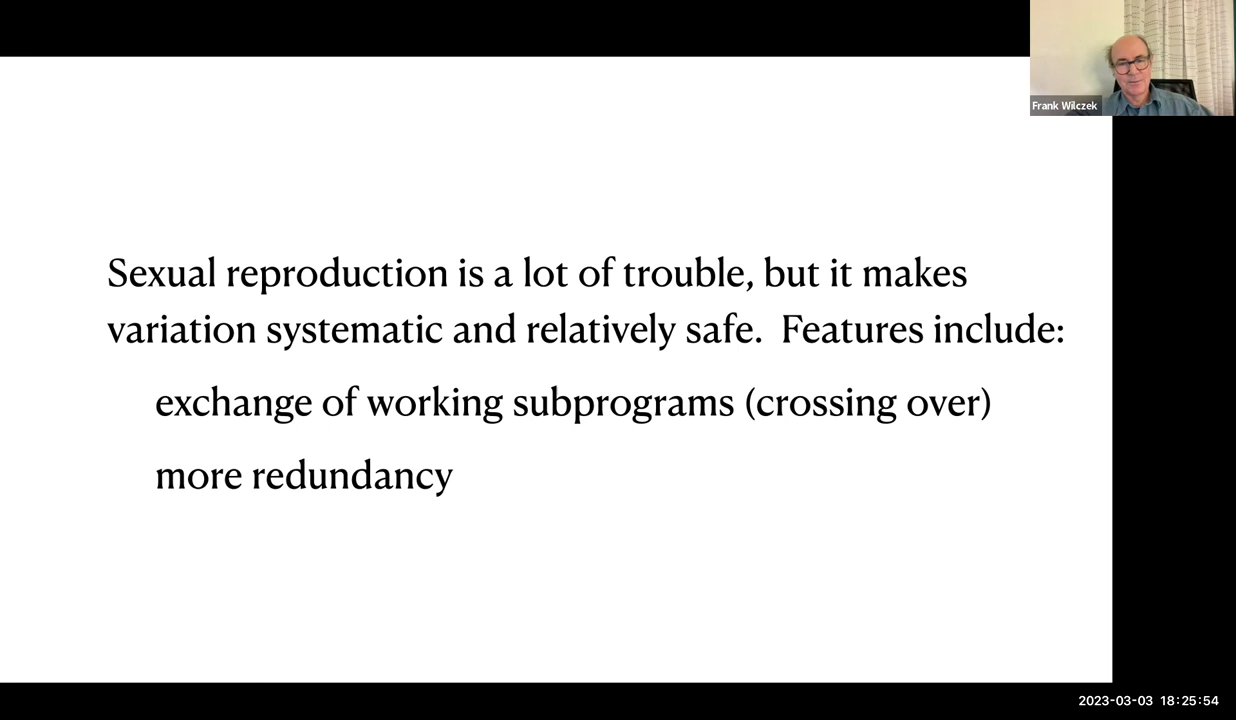 Frank Wilczek
Sexual reproduction is a lot of trouble, but it makes
variation systematic and relatively safe.  Features include:
exchange of working subprograms (crossing over)
more redundancy
2023-03-03 18:25:54